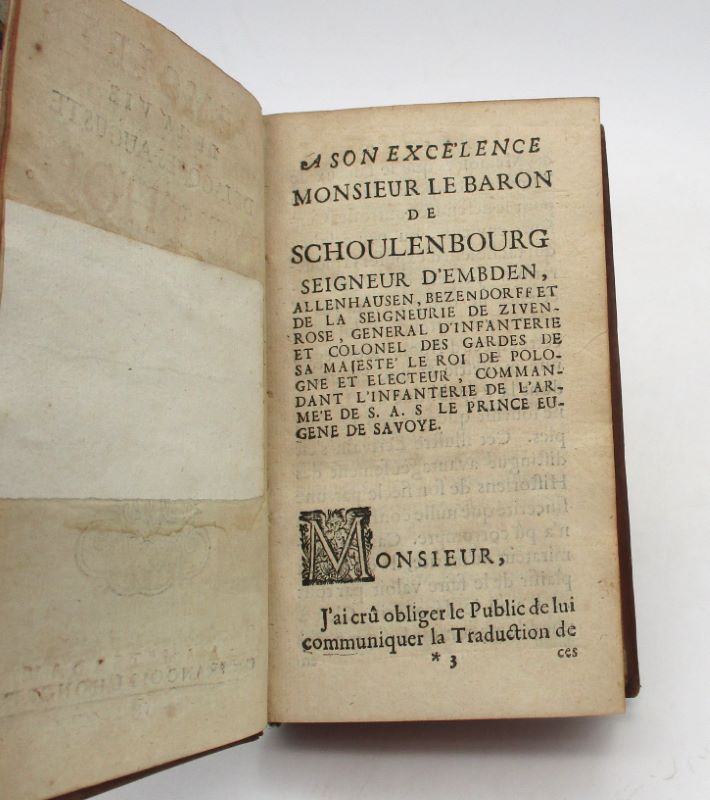 A SON EXCE'LENCE
MONSIEUR LE BARON
DE
SCHOULENBOURG
SEIGNEUR D'EMBDEN,
ALLENHAUSEN, BEZENDORFF ET
DE LA SEIGNEURIE DE ZIVEN-
ROSE, GENERAL D'INFANTERIE
ET COLONEL DES GARDES DE
SA MAJESTE' LE ROI DE POLO-
GNE ET ELECTEUR, COMMAN-
DANT L'INFANTERIE DE L'AR-
ME'E DE S. A. S LE PRINCE EU-
GENE DE SAVOYE.
MONSIEUR,
J'ai crû obliger le Public de lui
communiquer la Traduction de
* 3 ces